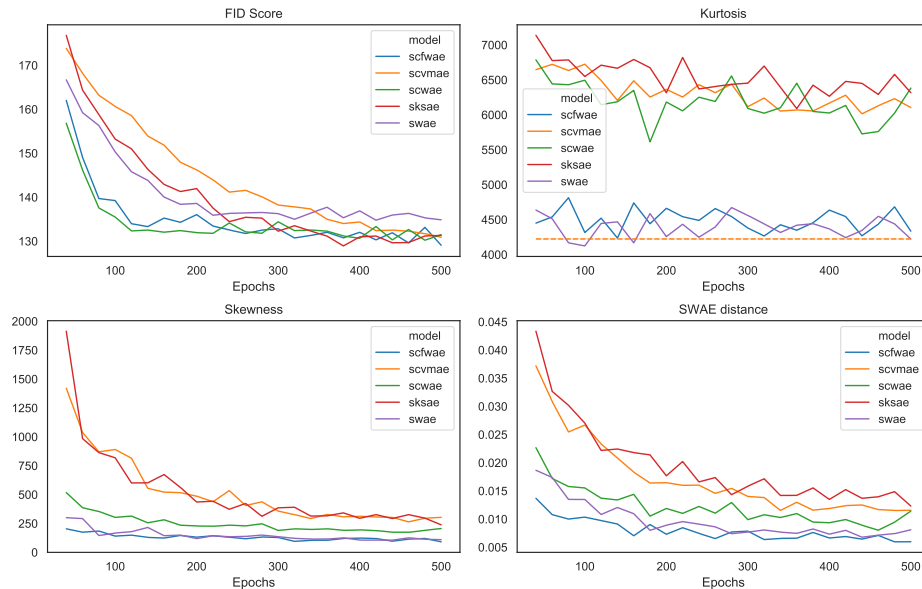 FID Score
170
160
150
140
130
100
200
300
400
500
Epochs
model
scfwae
scvmae
scwae
sksae
swae
Kurtosis
7000
6500
6000
5500
5000
4500
4000
100
200
300
400
500
Epochs
model
scfwae
scvmae
scwae
sksae
swae
Skewness
2000
1750
1500
1250
1000
750
500
250
0
100
200
300
400
500
Epochs
model
scfwae
scvmae
scwae
sksae
swae
SWAE distance
0.045
0.040
0.035
0.030
0.025
0.020
0.015
0.010
0.005
100
200
300
400
500
Epochs
model
scfwae
scvmae
scwae
sksae
swae